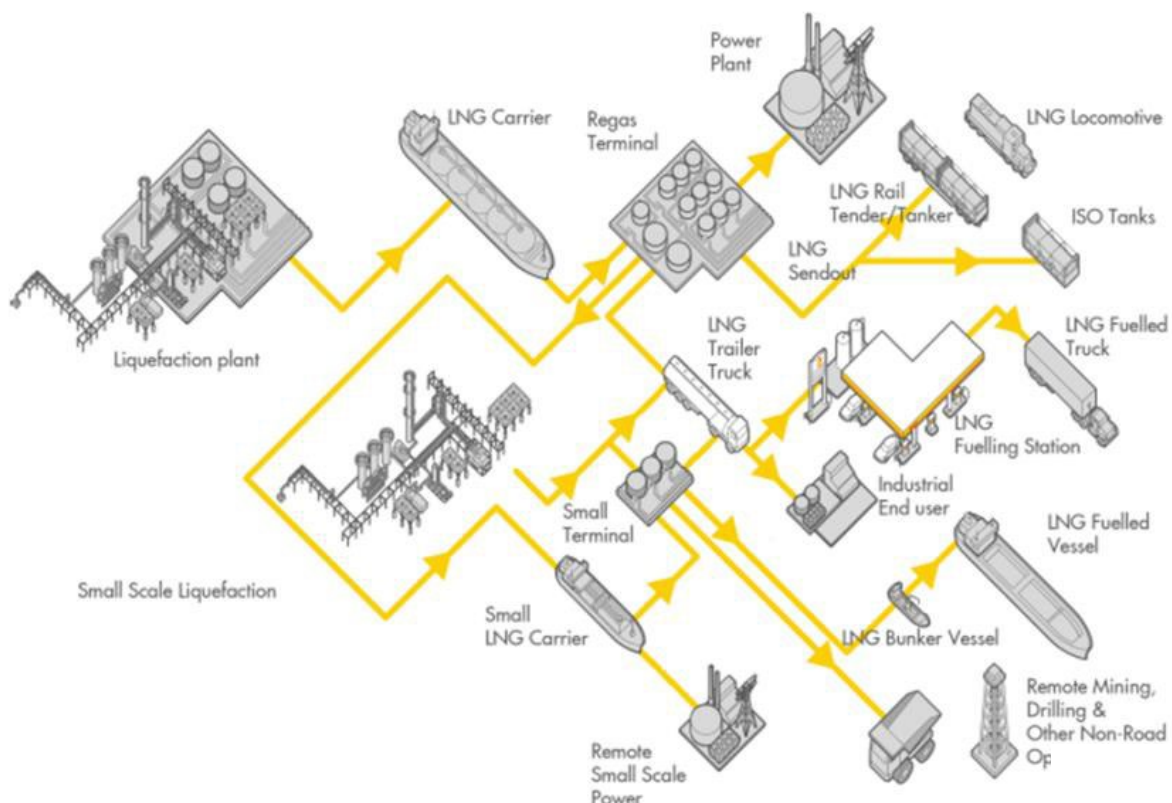 Power
Plant
LNG Carrier
Regas
Terminal
LNG Locomotive
LNG Rail
Tender/Tanker
ISO Tanks
LNG
Sendout
Liquefaction plant
LNG
Trailer
Truck
LNG Fuelled
Truck
LNG
Fuelling Station
Industrial
End user
Small
Terminal
LNG Fuelled
Vessel
Small Scale Liquefaction
Small
LNG Carrier
LNG Bunker Vessel
Remote Mining,
Drilling &
Other Non-Road
Remote
Small Scale
Power